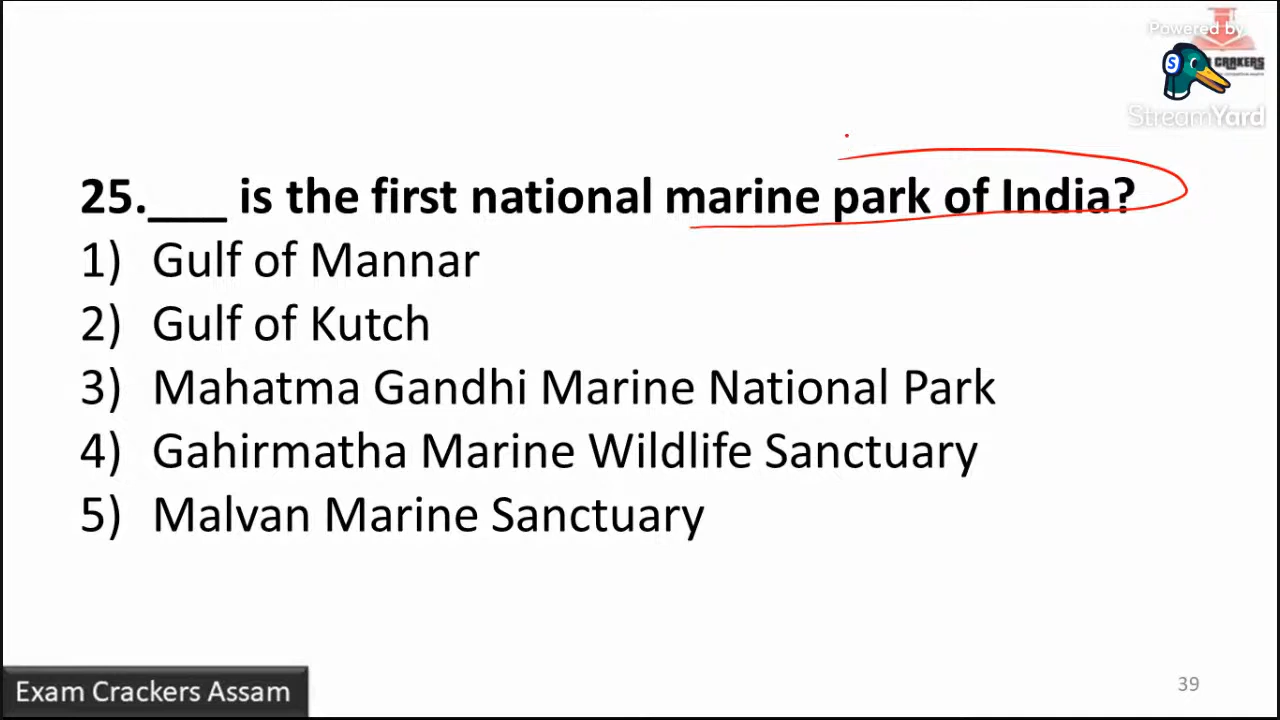 Powered by
CRAKERS
StreamYard
25.___ is the first national marine park of India?
1) Gulf of Mannar
2) Gulf of Kutch
3) Mahatma Gandhi Marine National Park
4) Gahirmatha Marine Wildlife Sanctuary
5) Malvan Marine Sanctuary
Exam Crackers Assam
39